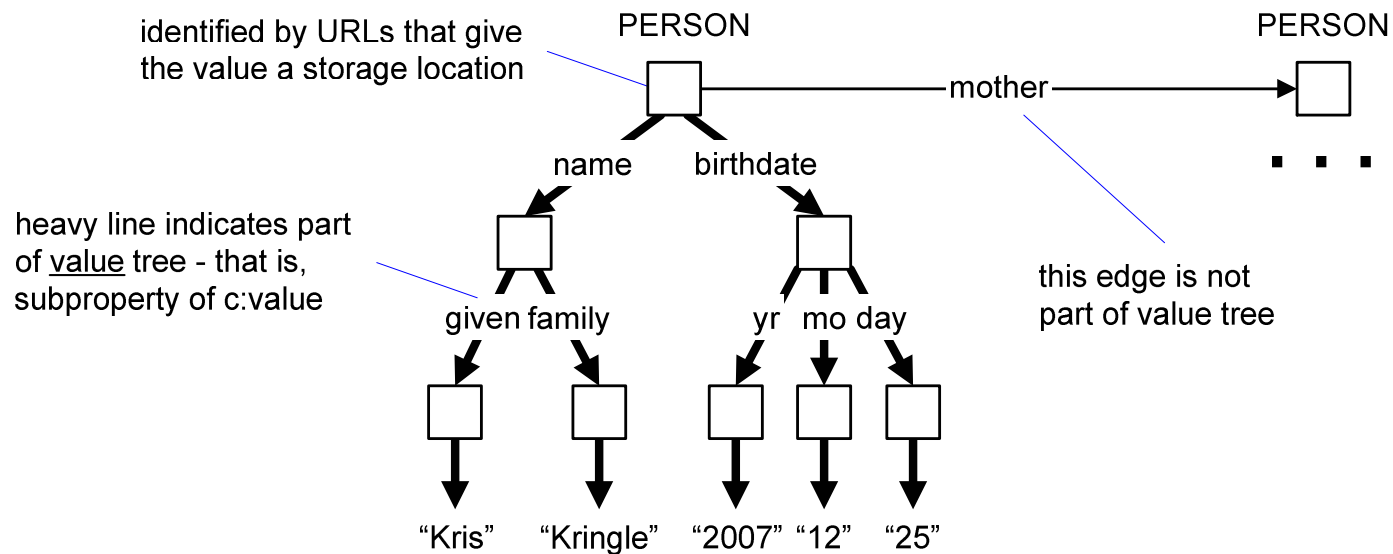 identified by URLs that give
the value a storage location
PERSON
PERSON
mother
name
birthdate
heavy line indicates part
of value tree - that is,
subproperty of c:value
this edge is not
part of value tree
given family
yr mo day
“Kris” “Kringle” “2007” “12” “25”